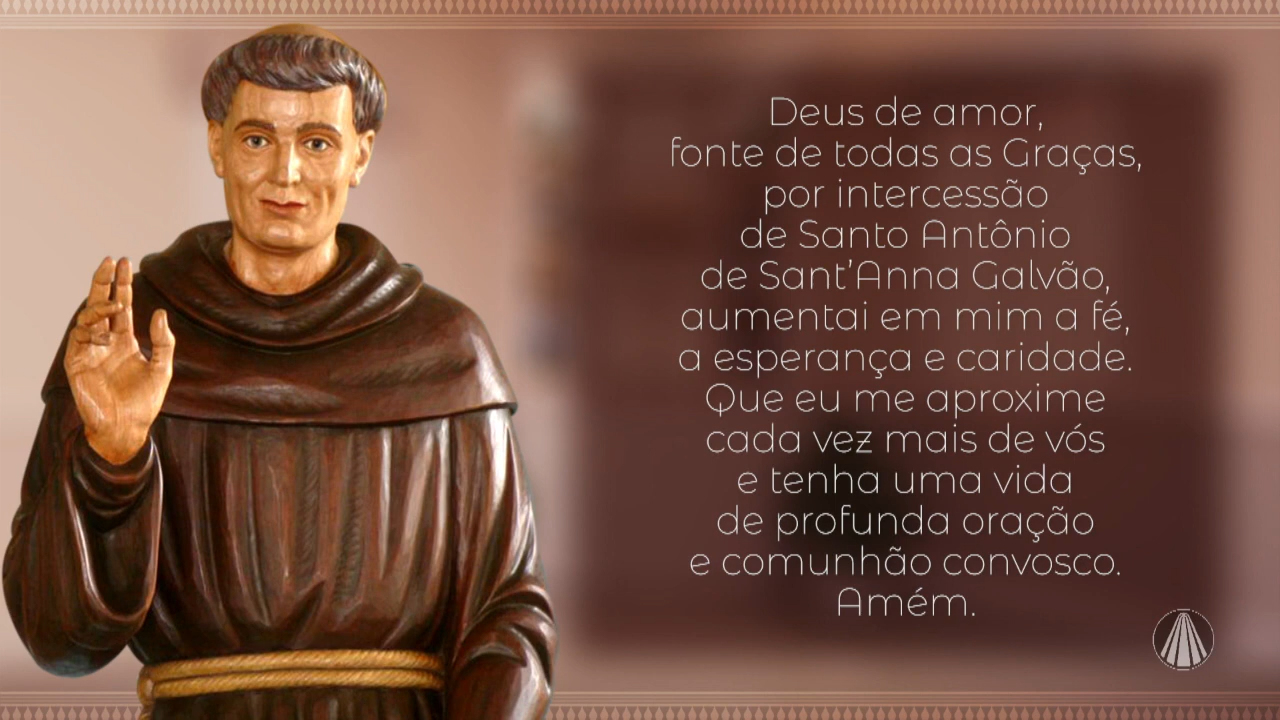 Deus de amor,
fonte de todas as Graças,
por intercessão
de Santo Antônio
de Sant'Anna Galvão,
aumentai em mim a fé,
a esperança e caridade.
Que eu me aproxime
cada vez mais de vós
e tenha uma vida
de profunda oração
e comunhão convosco.
Amém.